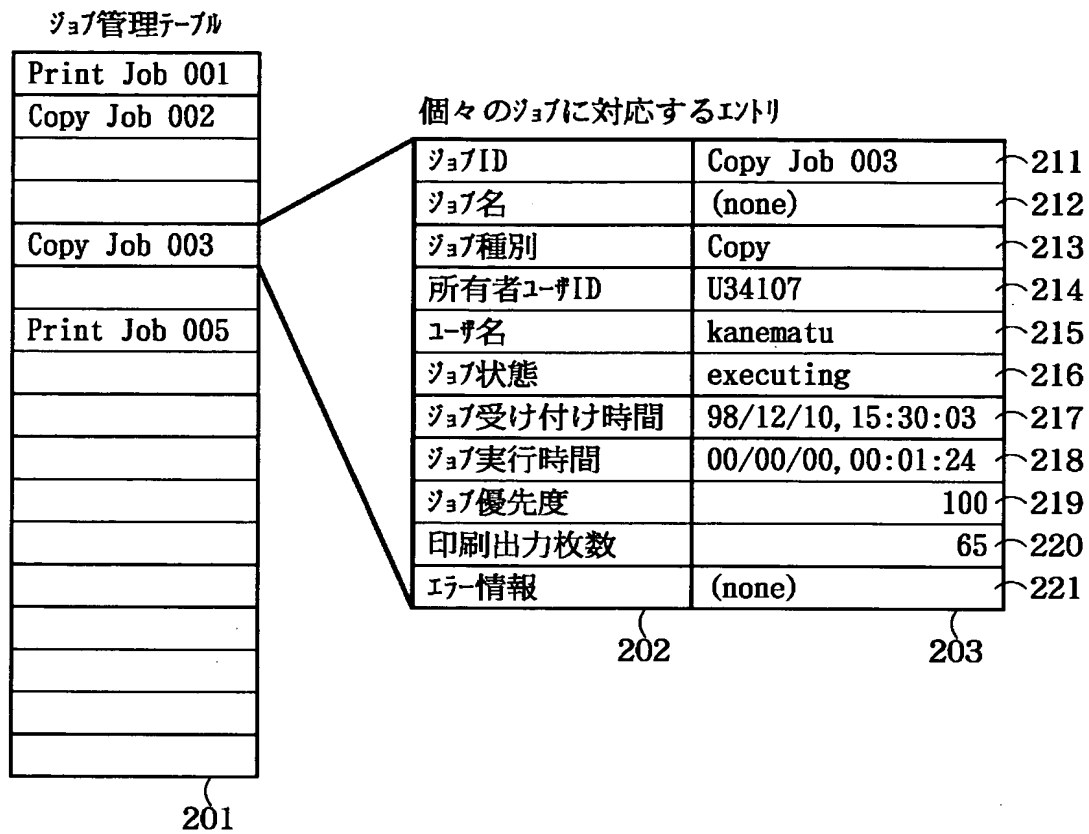 ジョブ管理テーブル
Print Job 001
Copy Job 002
Copy Job 003
Print Job 005
201
個々のジョブに対応するエントリ
ジョブID Copy Job 003 211
ジョブ名 (none) 212
ジョブ種別 Copy 213
所有者ユーザID U34107 214
ユーザ名 kanematu 215
ジョブ状態 executing 216
ジョブ受け付け時間 98/12/10,15:30:03 217
ジョブ実行時間 00/00/00,00:01:24 218
ジョブ優先度 100 219
印刷出力枚数 65 220
エラー情報 (none) 221
202 203